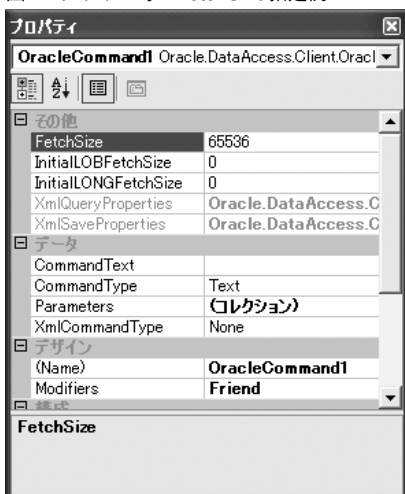 プロパティ
OracleCommand1 Oracle.DataAccess.Client.Oracl
その他
FetchSize 65536
InitialLOBFetchSize 0
InitialLONGFetchSize 0
XmlQueryProperties Oracle.DataAccess.C
XmlSaveProperties Oracle.DataAccess.C
データ
CommandText
CommandType Text
Parameters (コレクション)
XmlCommandType None
デザイン
(Name) OracleCommand1
Modifiers Friend
構成
FetchSize